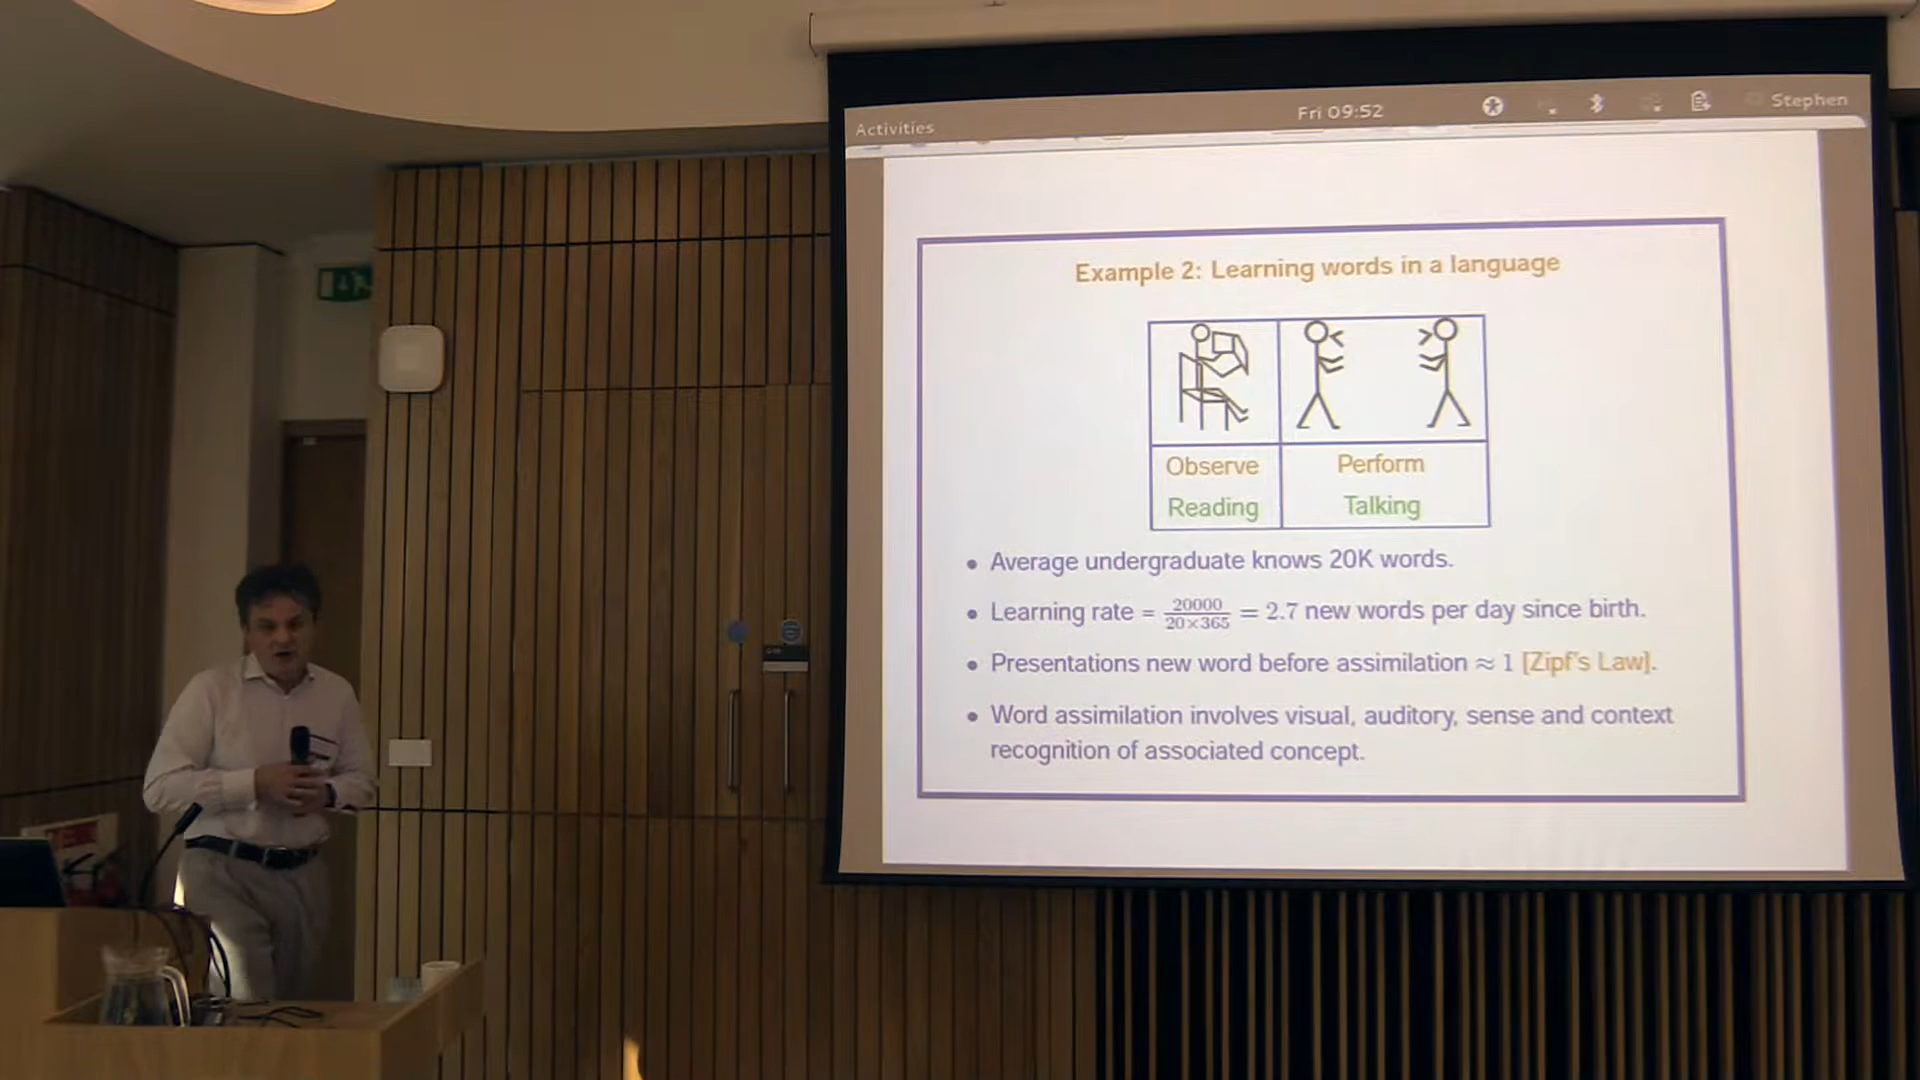 Activities
Fri 09:52
Stephen
Example 2: Learning words in a language
Observe
Perform
Reading
Talking
• Average undergraduate knows 20K words.
• Learning rate = 20000/20×365 = 2.7 new words per day since birth.
• Presentations new word before assimilation ≈ 1 [Zipf's Law].
• Word assimilation involves visual, auditory, sense and context
recognition of associated concept.